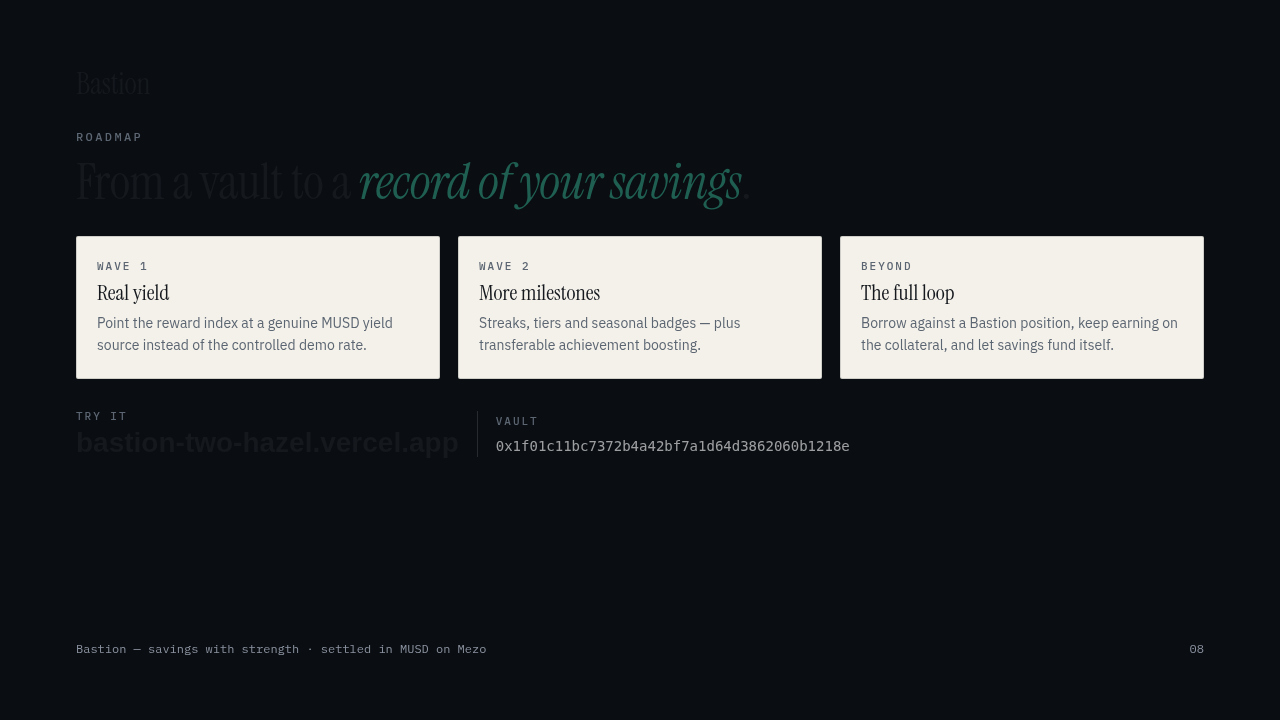 Bastion
ROADMAP
From a vault to a record of your savings.
WAVE 1
Real yield
Point the reward index at a genuine MUSD yield
source instead of the controlled demo rate.
WAVE 2
More milestones
Streaks, tiers and seasonal badges — plus
transferable achievement boosting.
BEYOND
The full loop
Borrow against a Bastion position, keep earning on
the collateral, and let savings fund itself.
TRY IT
bastion-two-hazel.vercel.app
VAULT
0x1f01c11bc7372b4a42bf7a1d64d3862060b1218e
Bastion — savings with strength · settled in MUSD on Mezo
08